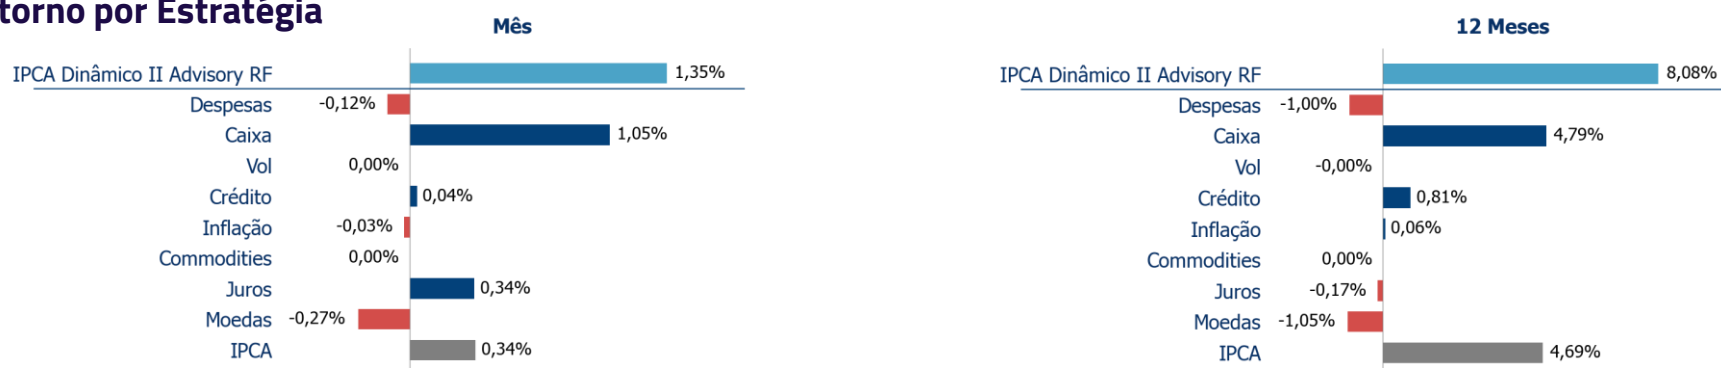 torno por Estratégia
Mês
IPCA Dinâmico II Advisory RF 1,35%
Despesas -0,12%
Caixa 1,05%
Vol 0,00%
Crédito 0,04%
Inflação -0,03%
Commodities 0,00%
Juros 0,34%
Moedas -0,27%
IPCA 0,34%
12 Meses
IPCA Dinâmico II Advisory RF 8,08%
Despesas -1,00%
Caixa 4,79%
Vol -0,00%
Crédito 0,81%
Inflação 0,06%
Commodities 0,00%
Juros -0,17%
Moedas -1,05%
IPCA 4,69%